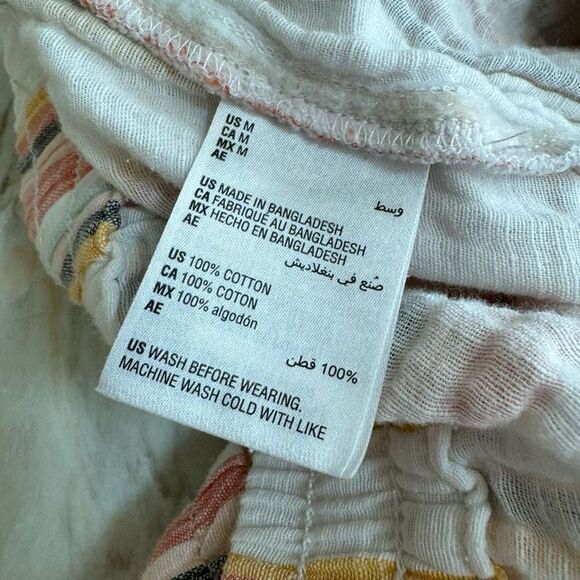 US M
CA M
MX M
AE وسط
US MADE IN BANGLADESH
CA FABRIQUÉ AU BANGLADESH
MX HECHO EN BANGLADESH
AE صُنع في بنغلاديش
US 100% COTTON
CA 100% COTON
MX 100% algodón
AE 100% قطن
US WASH BEFORE WEARING.
MACHINE WASH COLD WITH LIKE